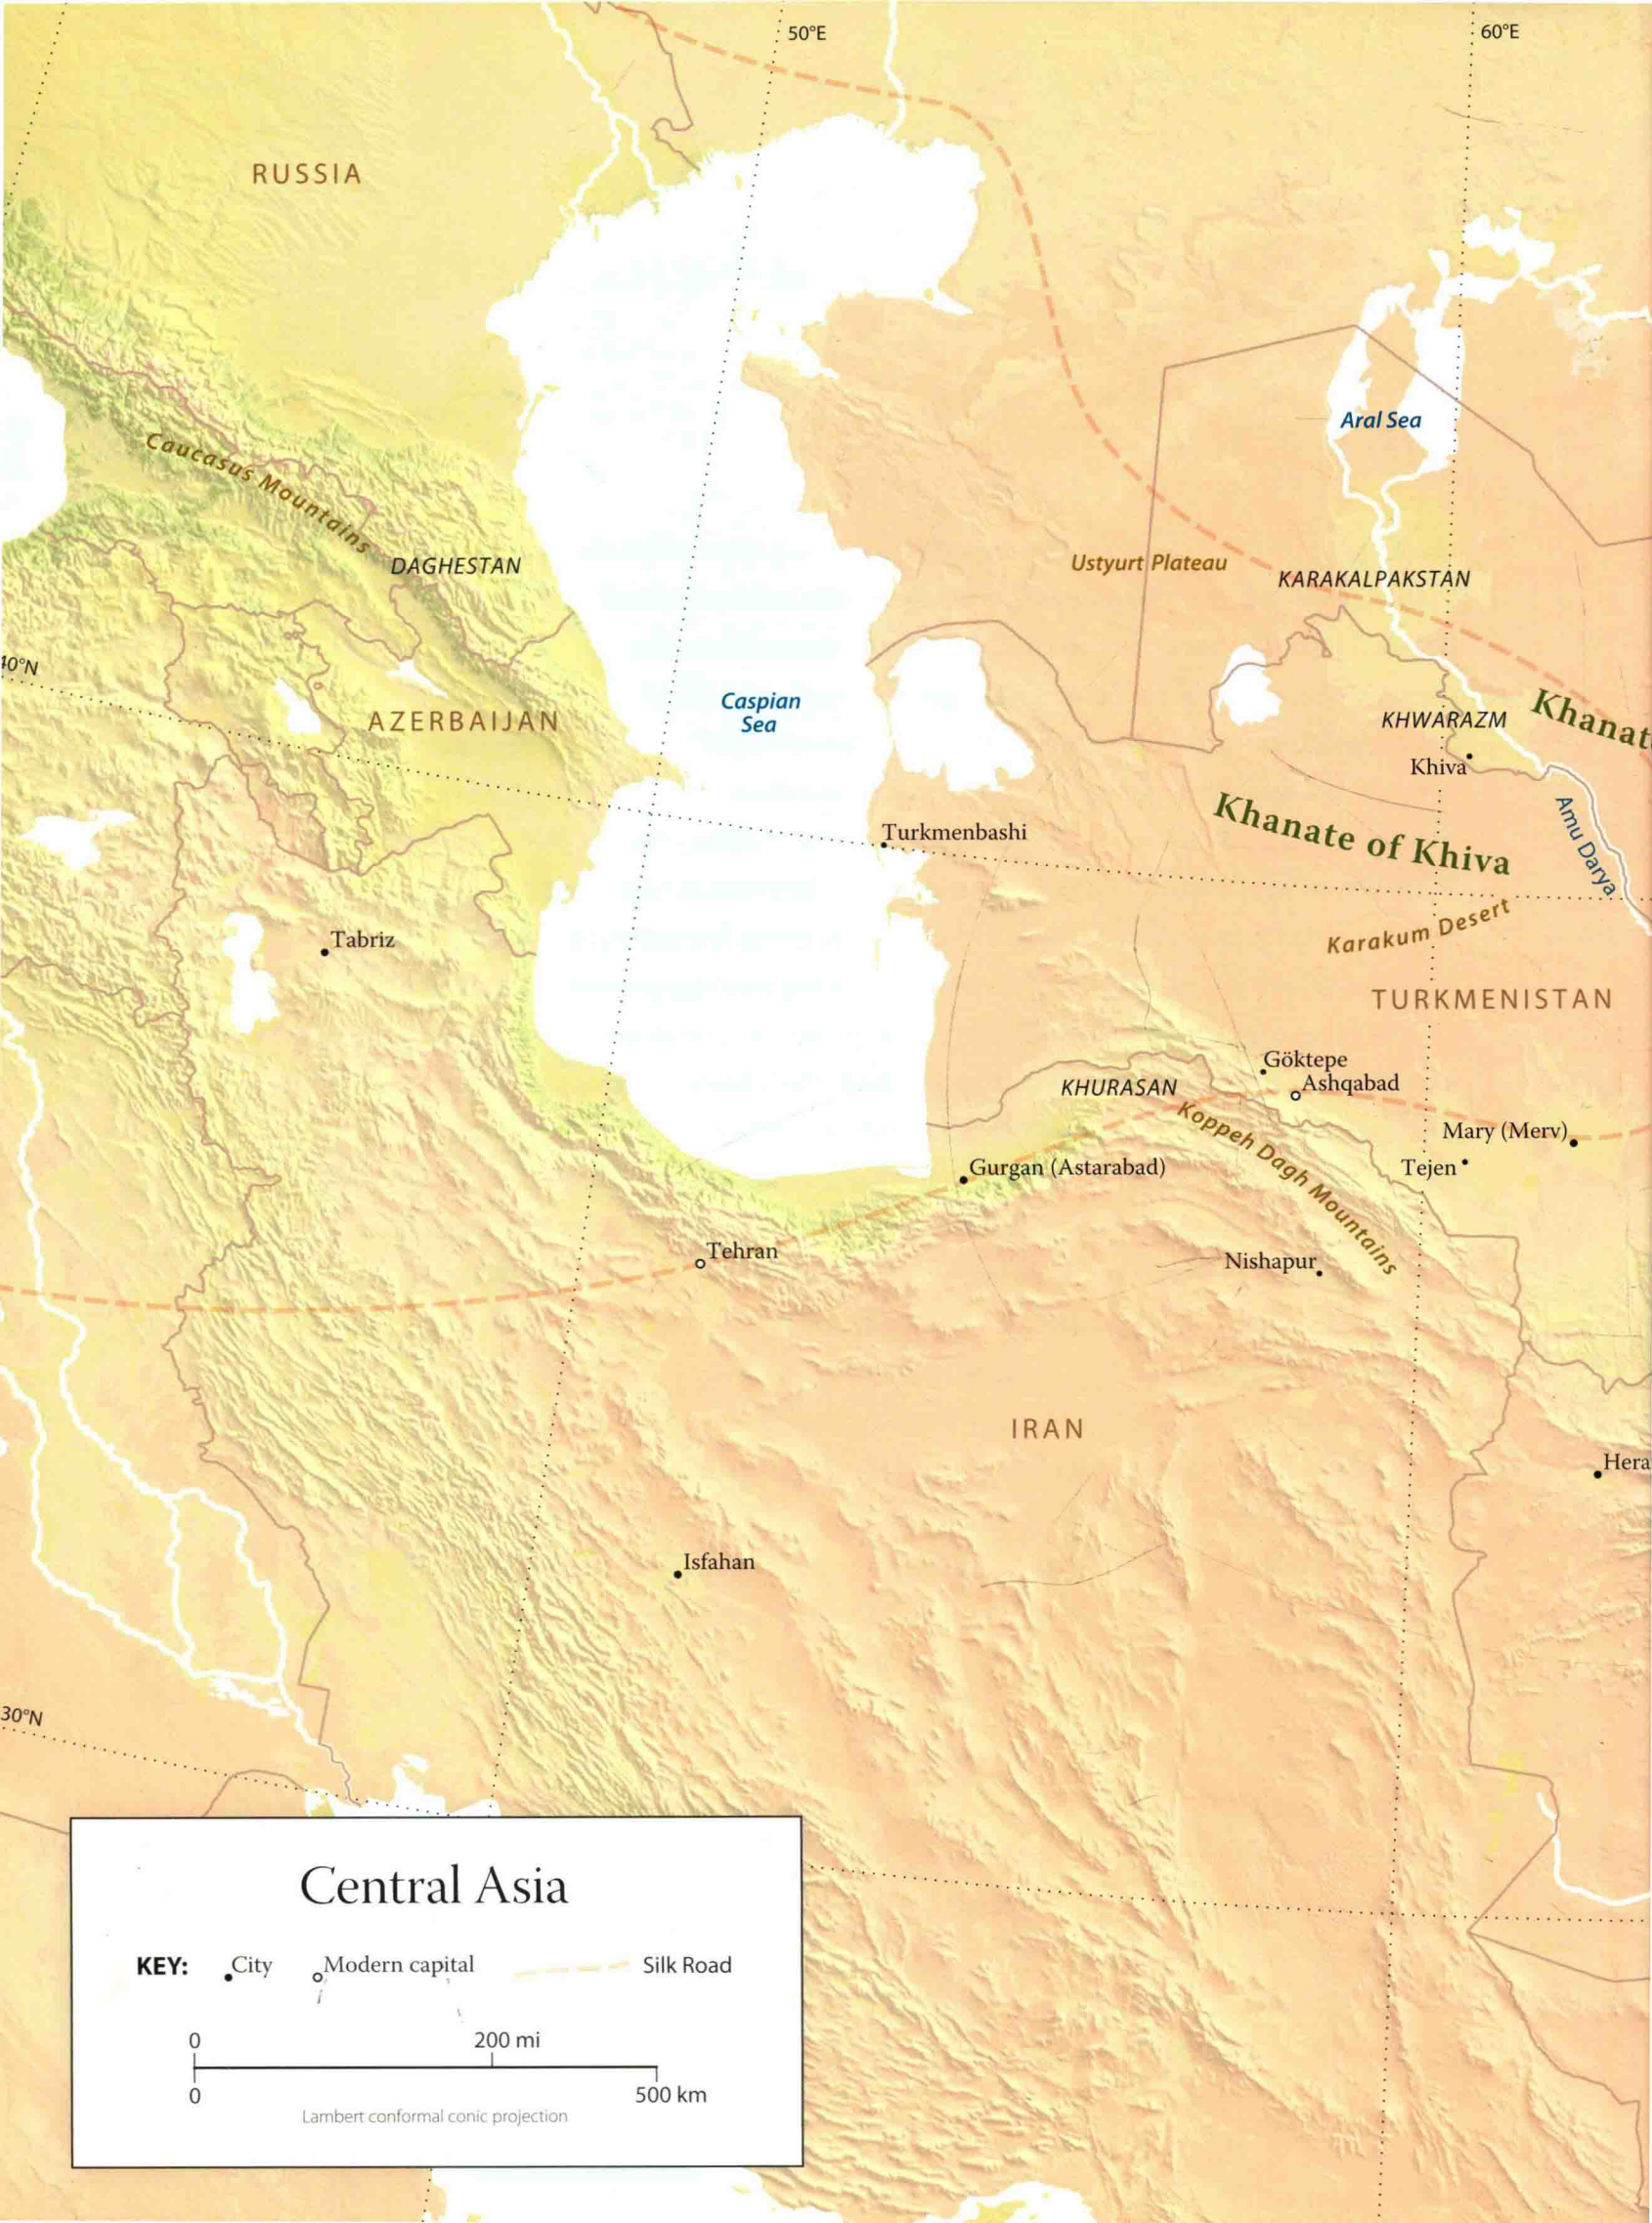 50°E
60°E
RUSSIA
Aral Sea
Caucasus Mountains
DAGHESTAN
Ustyurt Plateau
KARAKALPAKSTAN
40°N
Caspian
Sea
AZERBAIJAN
KHWARAZM
Khanat
Khiva
Khanate of Khiva
Amu Darya
Turkmenbashi
Karakum Desert
Tabriz
TURKMENISTAN
Göktepe
Ashqabad
KHURASAN
Koppeh Dagh Mountains
Mary (Merv)
Tejen
Gurgan (Astarabad)
Tehran
Nishapur
IRAN
Hera
Isfahan
30°N
Central Asia
KEY: City Modern capital Silk Road
0 200 mi
0 500 km
Lambert conformal conic projection